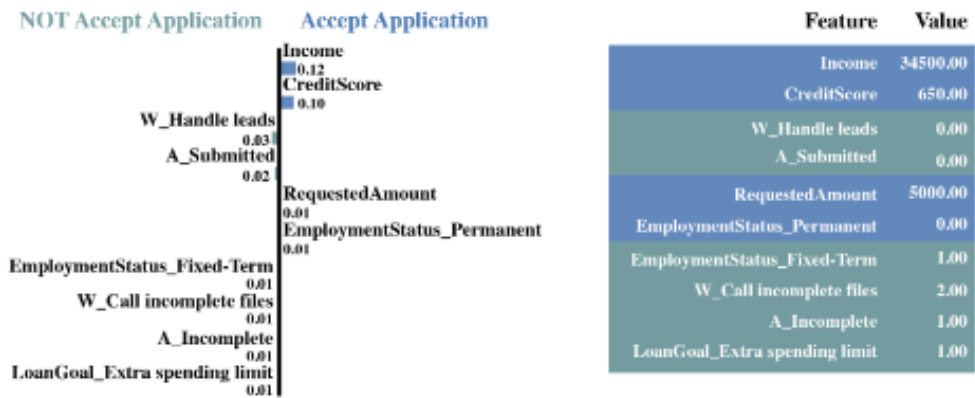 NOT Accept Application Accept Application
Income
0.12
CreditScore
0.10
W_Handle leads
0.03
A_Submitted
0.02
RequestedAmount
0.01
EmploymentStatus_Permanent
0.01
EmploymentStatus_Fixed-Term
0.01
W_Call incomplete files
0.01
A_Incomplete
0.01
LoanGoal_Extra spending limit
0.01
Feature Value
Income 34500.00
CreditScore 650.00
W_Handle leads 0.00
A_Submitted 0.00
RequestedAmount 5000.00
EmploymentStatus_Permanent 0.00
EmploymentStatus_Fixed-Term 1.00
W_Call incomplete files 2.00
A_Incomplete 1.00
LoanGoal_Extra spending limit 1.00